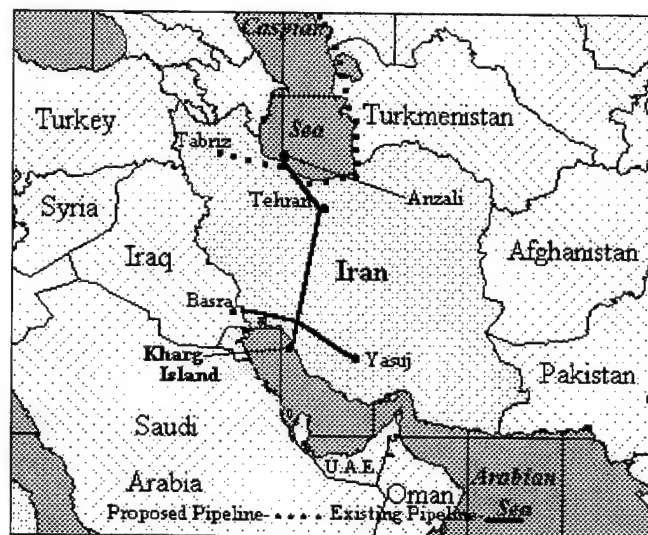 Caspian
Turkey
Turkmenistan
Sea
Tabriz
Tehran
Anzali
Syria
Iraq
Iran
Afghanistan
Basra
Kharg
Island
Yasuj
Pakistan
Saudi
U.A.E.
Arabian
Arabia
Oman
Sea
Proposed Pipeline
Existing Pipeline